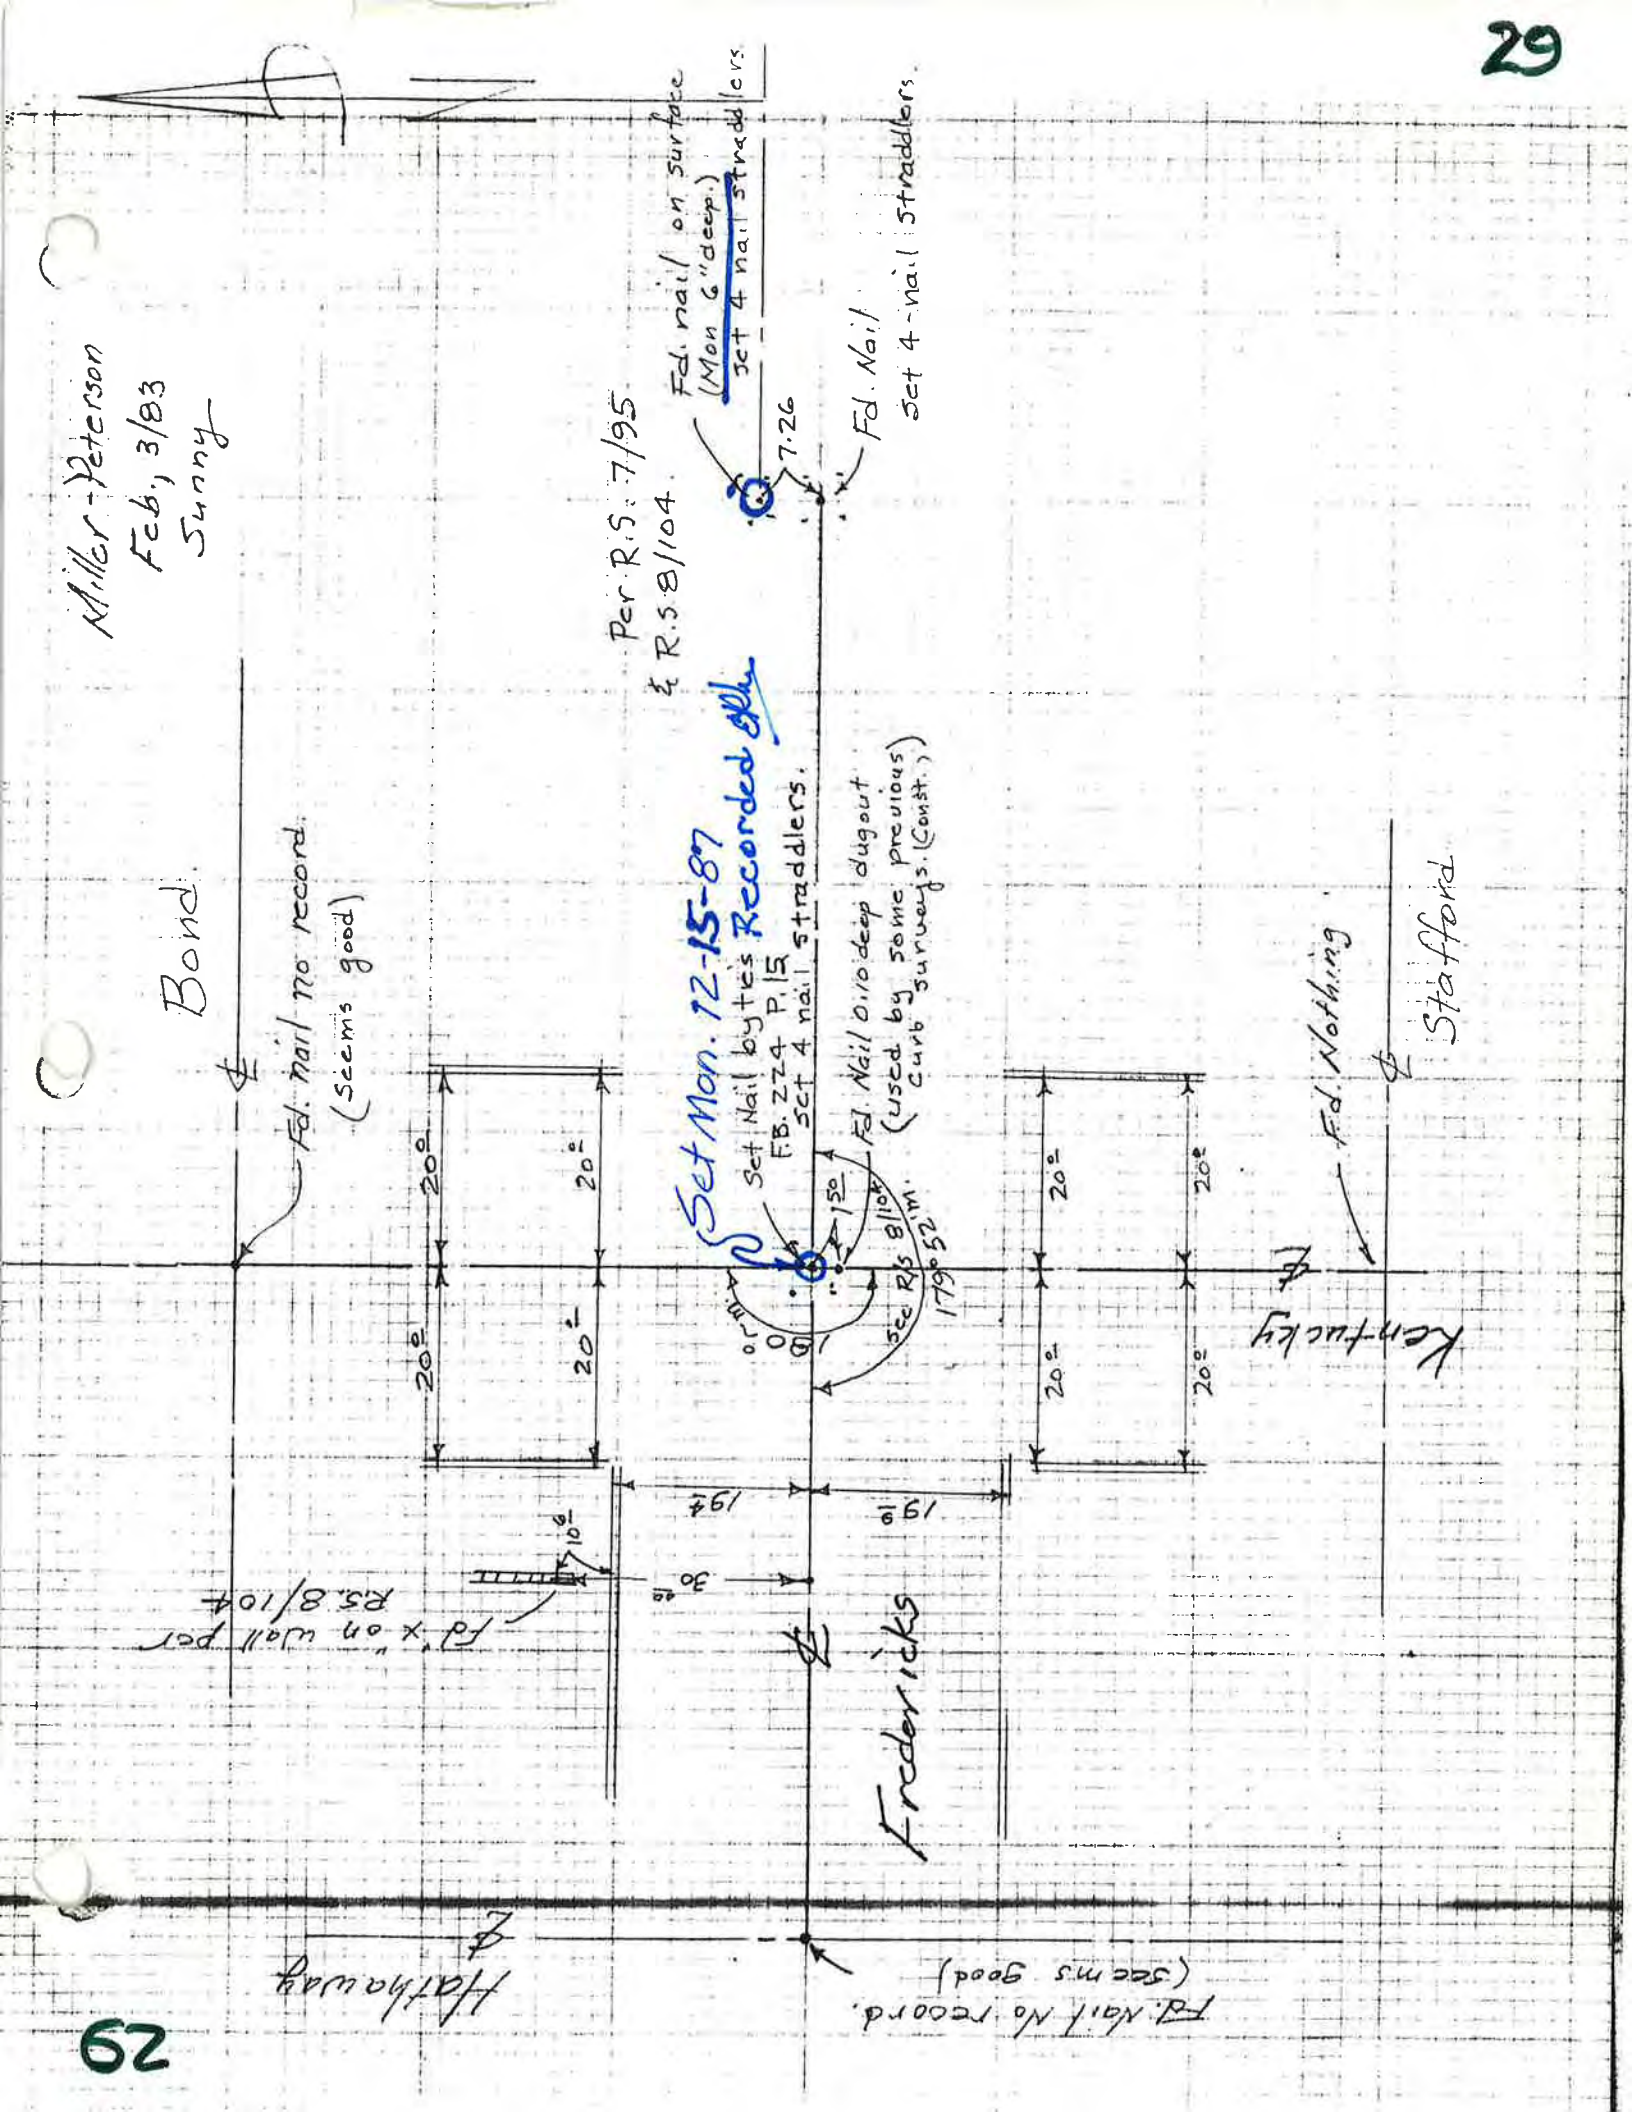 29
Miller-Peterson
Feb., 3/83
Sunny
Bond.
℄
Fd. nail no record.
(seems good)
Per R.S. 7/95
& R.S. 8/104.
Fd. nail on surface
(Mon 6" deep.)
set 4 nail straddlers.
7.26
Fd. Nail
set 4-nail straddlers.
Set Mon. 12-15-87
Set Nail by ties Recorded
F.B. 224 P. 15
set 4 nail straddlers.
Fd. Nail 0.10 deep dugout
(used by some previous)
curb surveys. (Const.,)
1 50
see R/S 8/104
179° 52
20 0
20 0
20 0
20 0
20 0
20 0
20 0
20 0
Fd. Nothing
Stafford
℄
Kentucky
℄
19 4
19 6
30 00
10 6
Fd "x" on wall per
R.S. 8/104
℄
Fredericks
Hathaway
℄
Fd. Nail No record.
(seems good)
29